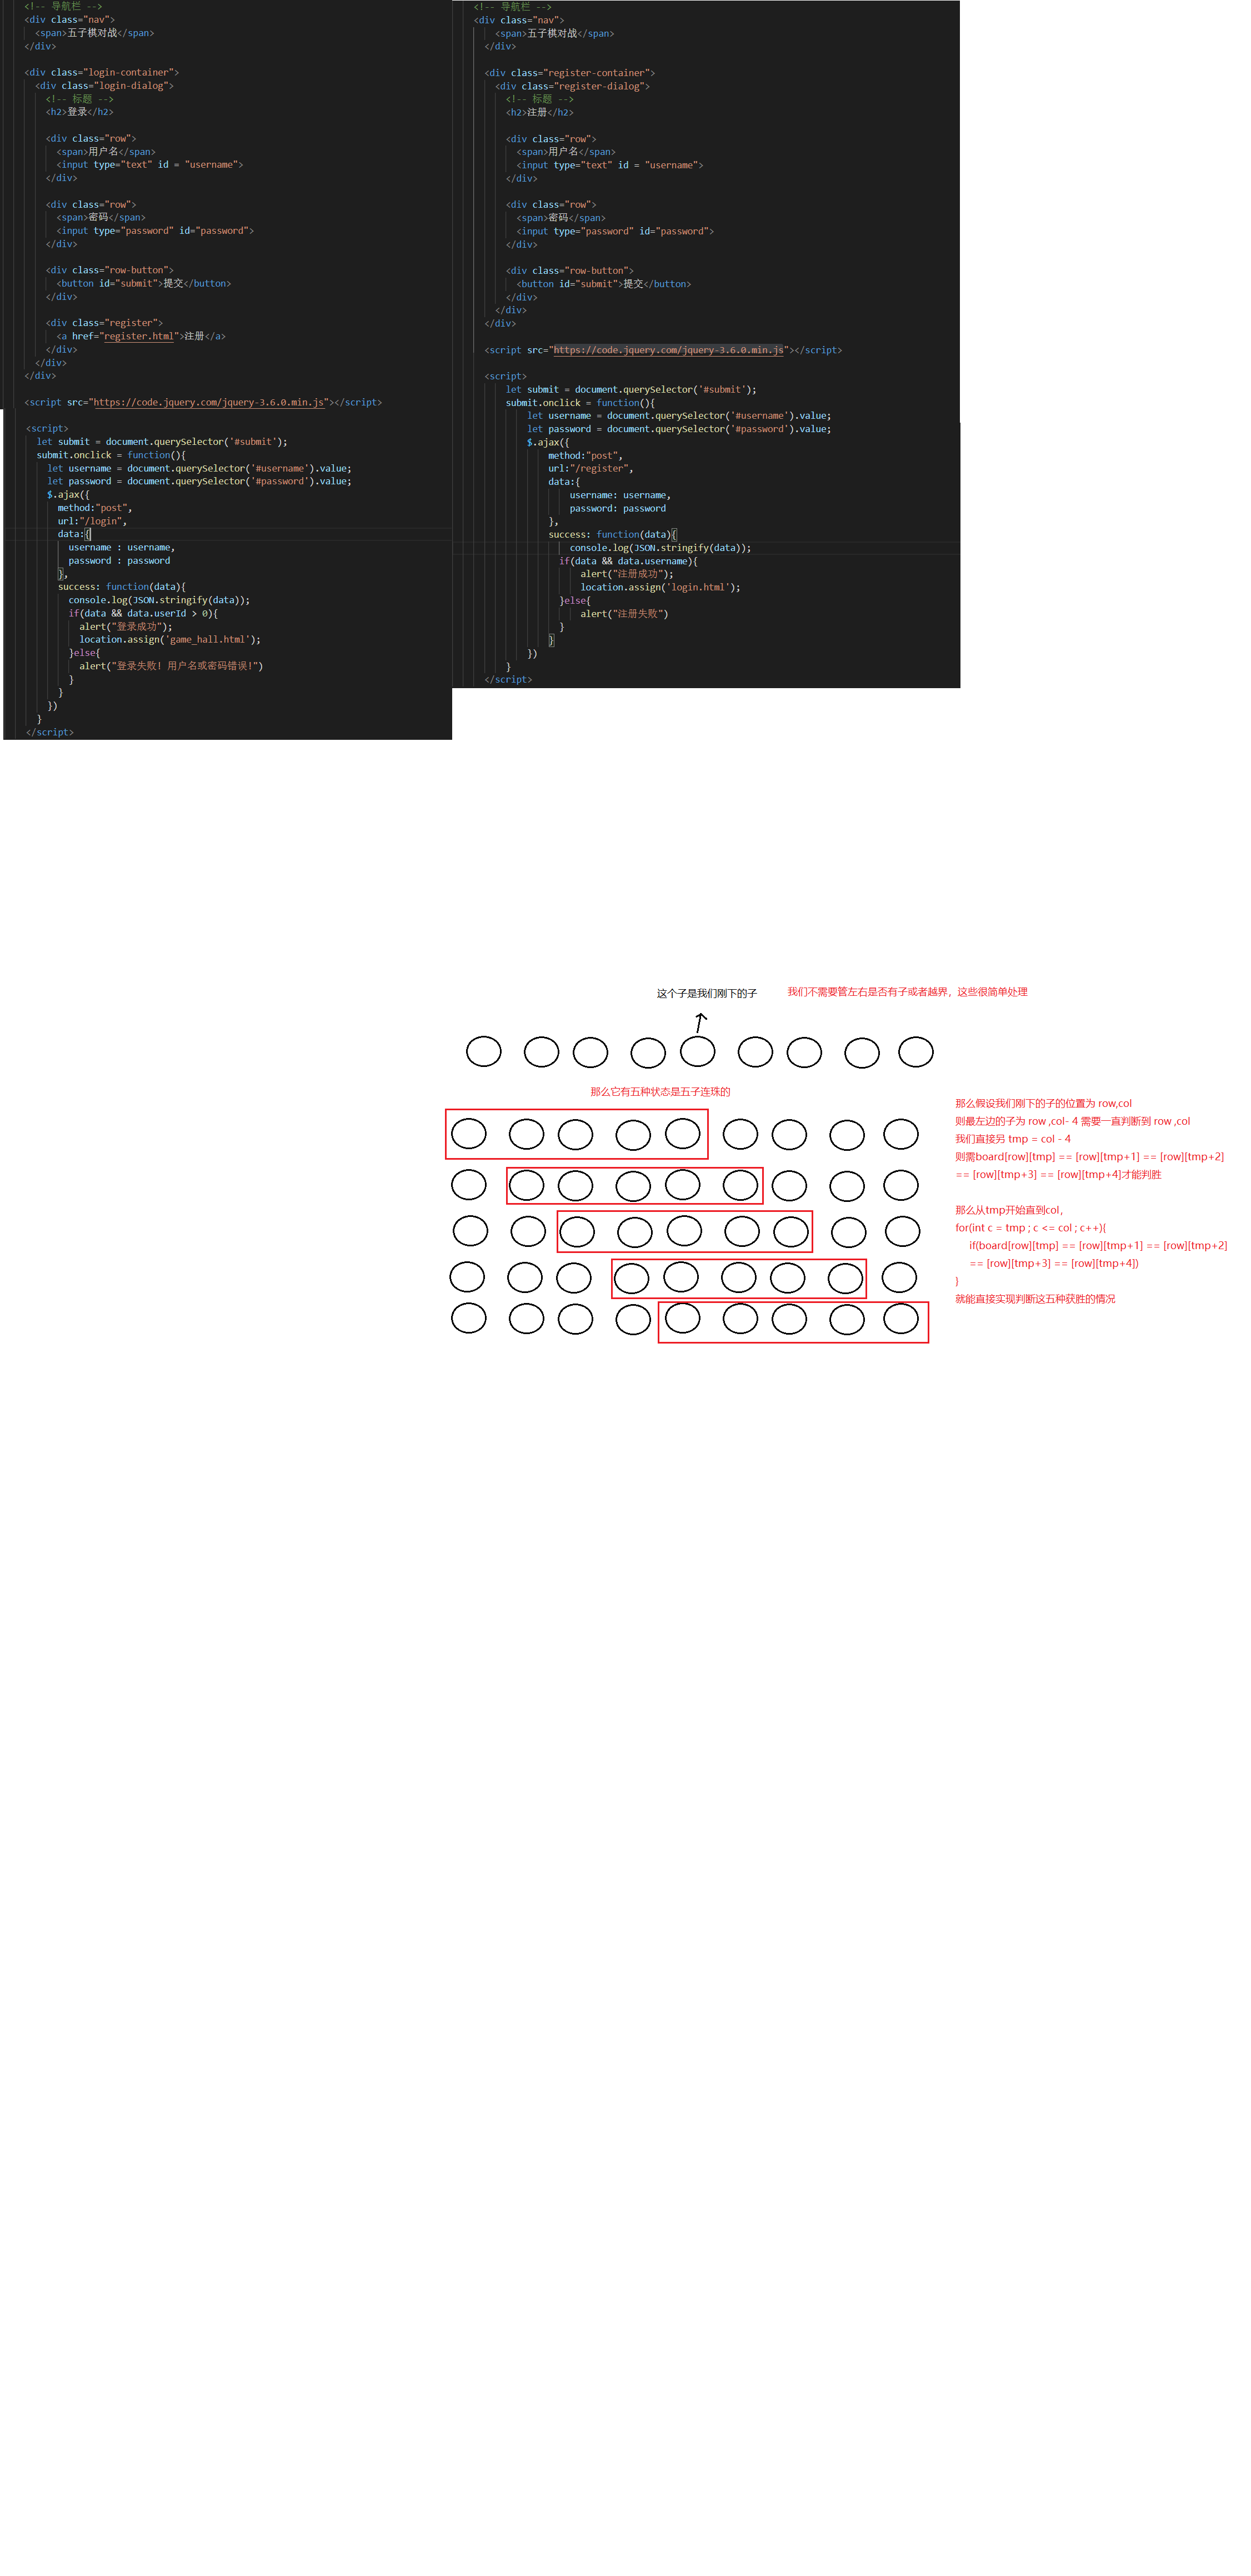 <!-- 导航栏 -->
<div class="nav">
<span>五子棋对战</span>
</div>
<div class="login-container">
<div class="login-dialog">
<!-- 标题 -->
<h2>登录</h2>
<div class="row">
<span>用户名</span>
<input type="text" id = "username">
</div>
<div class="row">
<span>密码</span>
<input type="password" id="password">
</div>
<div class="row-button">
<button id="submit">提交</button>
</div>
<div class="register">
<a href="register.html">注册</a>
</div>
</div>
</div>
<script src="https://code.jquery.com/jquery-3.6.0.min.js"></script>
<script>
let submit = document.querySelector('#submit');
submit.onclick = function(){
let username = document.querySelector('#username').value;
let password = document.querySelector('#password').value;
$.ajax({
method:"post",
url:"/login",
data:{
username : username,
password : password
},
success: function(data){
console.log(JSON.stringify(data));
if(data && data.userId > 0){
alert("登录成功");
location.assign('game_hall.html');
}else{
alert("登录失败! 用户名或密码错误!")
}
}
})
}
</script>
<!-- 导航栏 -->
<div class="nav">
<span>五子棋对战</span>
</div>
<div class="register-container">
<div class="register-dialog">
<!-- 标题 -->
<h2>注册</h2>
<div class="row">
<span>用户名</span>
<input type="text" id = "username">
</div>
<div class="row">
<span>密码</span>
<input type="password" id="password">
</div>
<div class="row-button">
<button id="submit">提交</button>
</div>
</div>
</div>
<script src="https://code.jquery.com/jquery-3.6.0.min.js"></script>
<script>
let submit = document.querySelector('#submit');
submit.onclick = function(){
let username = document.querySelector('#username').value;
let password = document.querySelector('#password').value;
$.ajax({
method:"post",
url:"/register",
data:{
username: username,
password: password
},
success: function(data){
console.log(JSON.stringify(data));
if(data && data.username){
alert("注册成功");
location.assign('login.html');
}else{
alert("注册失败")
}
}
})
}
</script>
这个子是我们刚下的子
我们不需要管左右是否有子或者越界，这些很简单处理
那么它有五种状态是五子连珠的
那么假设我们刚下的子的位置为 row,col
则最左边的子为 row ,col- 4 需要一直判断到 row ,col
我们直接另 tmp = col - 4
则需board[row][tmp] == [row][tmp+1] == [row][tmp+2]
== [row][tmp+3] == [row][tmp+4]才能判胜
那么从tmp开始直到col，
for(int c = tmp ; c <= col ; c++){
if(board[row][tmp] == [row][tmp+1] == [row][tmp+2]
== [row][tmp+3] == [row][tmp+4])
}
就能直接实现判断这五种获胜的情况